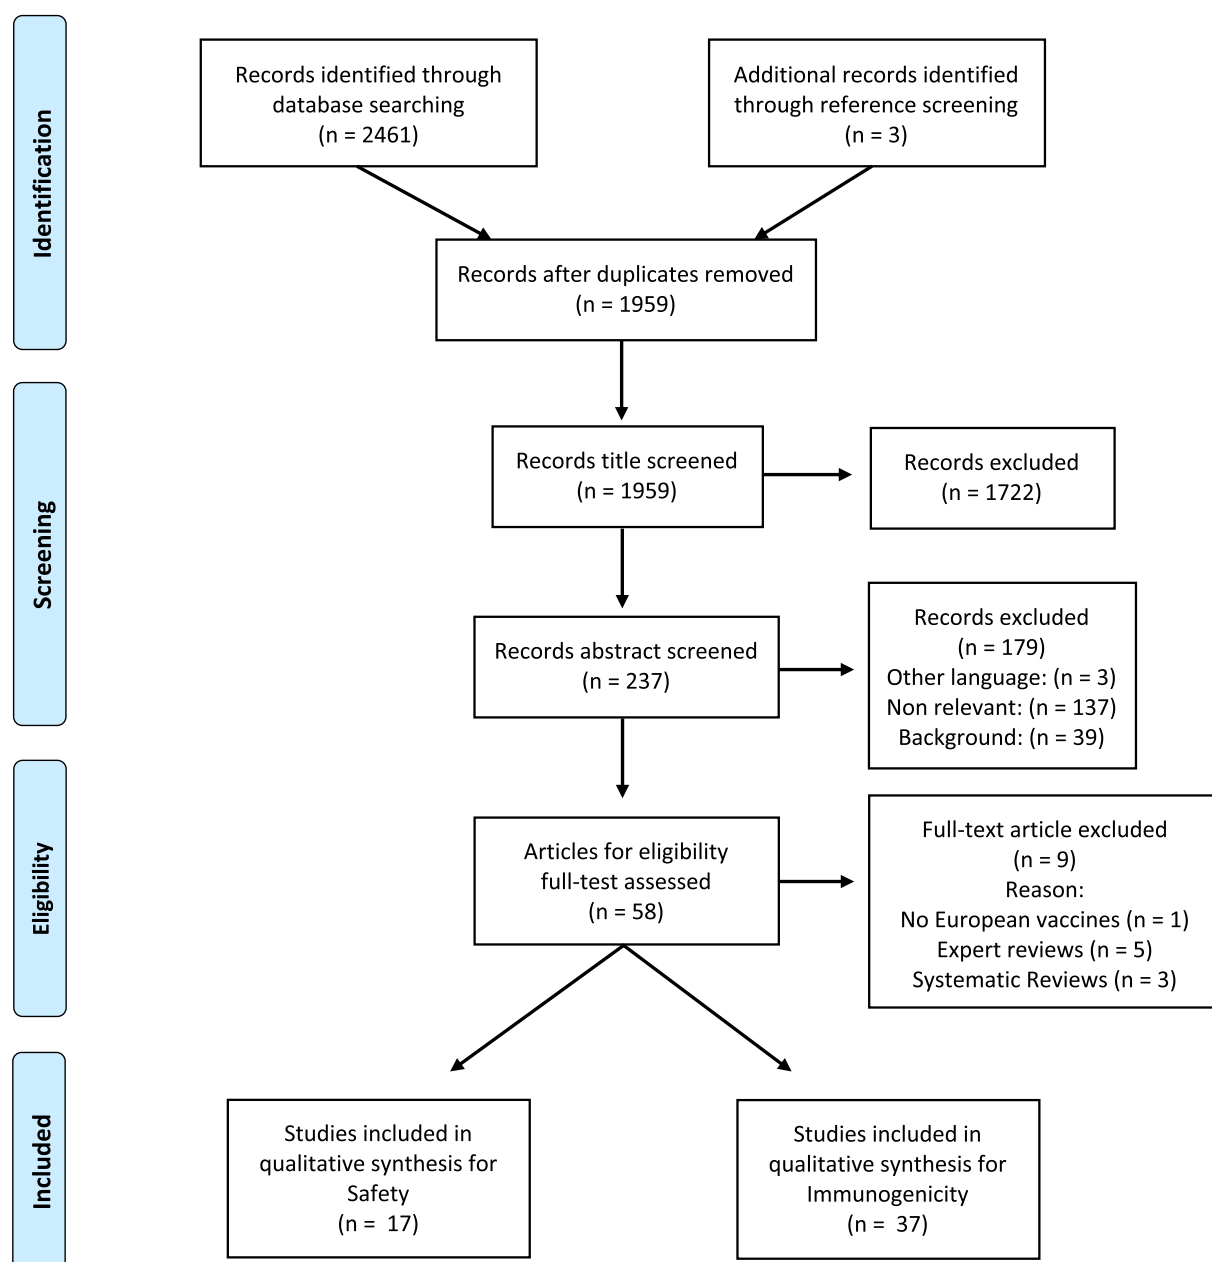 Identification
Records identified through
database searching
(n = 2461)
Additional records identified
through reference screening
(n = 3)
Records after duplicates removed
(n = 1959)
Screening
Records title screened
(n = 1959)
Records excluded
(n = 1722)
Records abstract screened
(n = 237)
Records excluded
(n = 179)
Other language: (n = 3)
Non relevant: (n = 137)
Background: (n = 39)
Eligibility
Articles for eligibility
full-test assessed
(n = 58)
Full-text article excluded
(n = 9)
Reason:
No European vaccines (n = 1)
Expert reviews (n = 5)
Systematic Reviews (n = 3)
Included
Studies included in
qualitative synthesis for
Safety
(n =  17)
Studies included in
qualitative synthesis for
Immunogenicity
(n =  37)